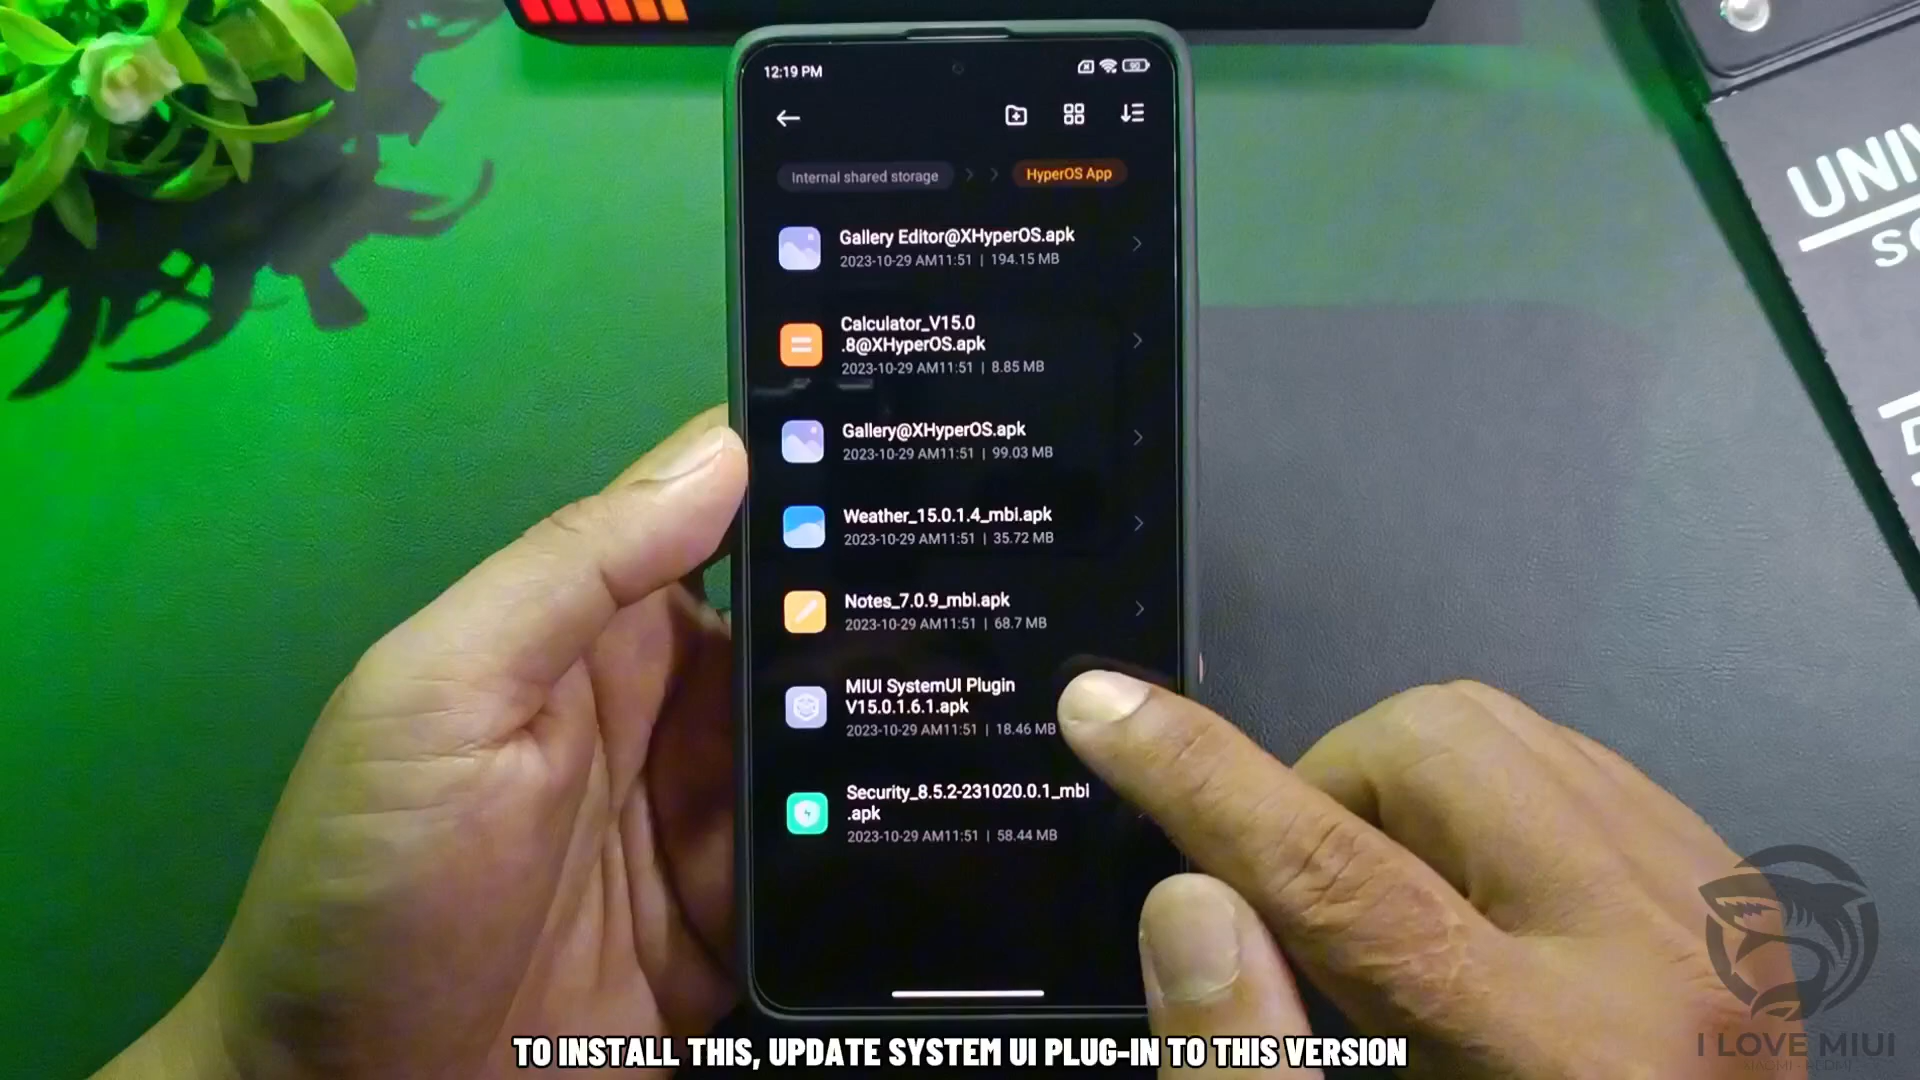 12:19 PM
90
Internal shared storage
HyperOS App
Gallery Editor@XHyperOS.apk
2023-10-29 AM11:51 | 194.15 MB
Calculator_V15.0
.8@XHyperOS.apk
2023-10-29 AM11:51 | 8.85 MB
Gallery@XHyperOS.apk
2023-10-29 AM11:51 | 99.03 MB
Weather_15.0.1.4_mbl.apk
2023-10-29 AM11:51 | 35.72 MB
Notes_7.0.9_mbl.apk
2023-10-29 AM11:51 | 68.7 MB
MIUI SystemUI Plugin
V15.0.1.6.1.apk
2023-10-29 AM11:51 | 18.46 MB
Security_8.5.2-231020.0.1_mbl
.apk
2023-10-29 AM11:51 | 58.44 MB
TO INSTALL THIS, UPDATE SYSTEM UI PLUG-IN TO THIS VERSION
UNIV
SC
I LOVE MIUI